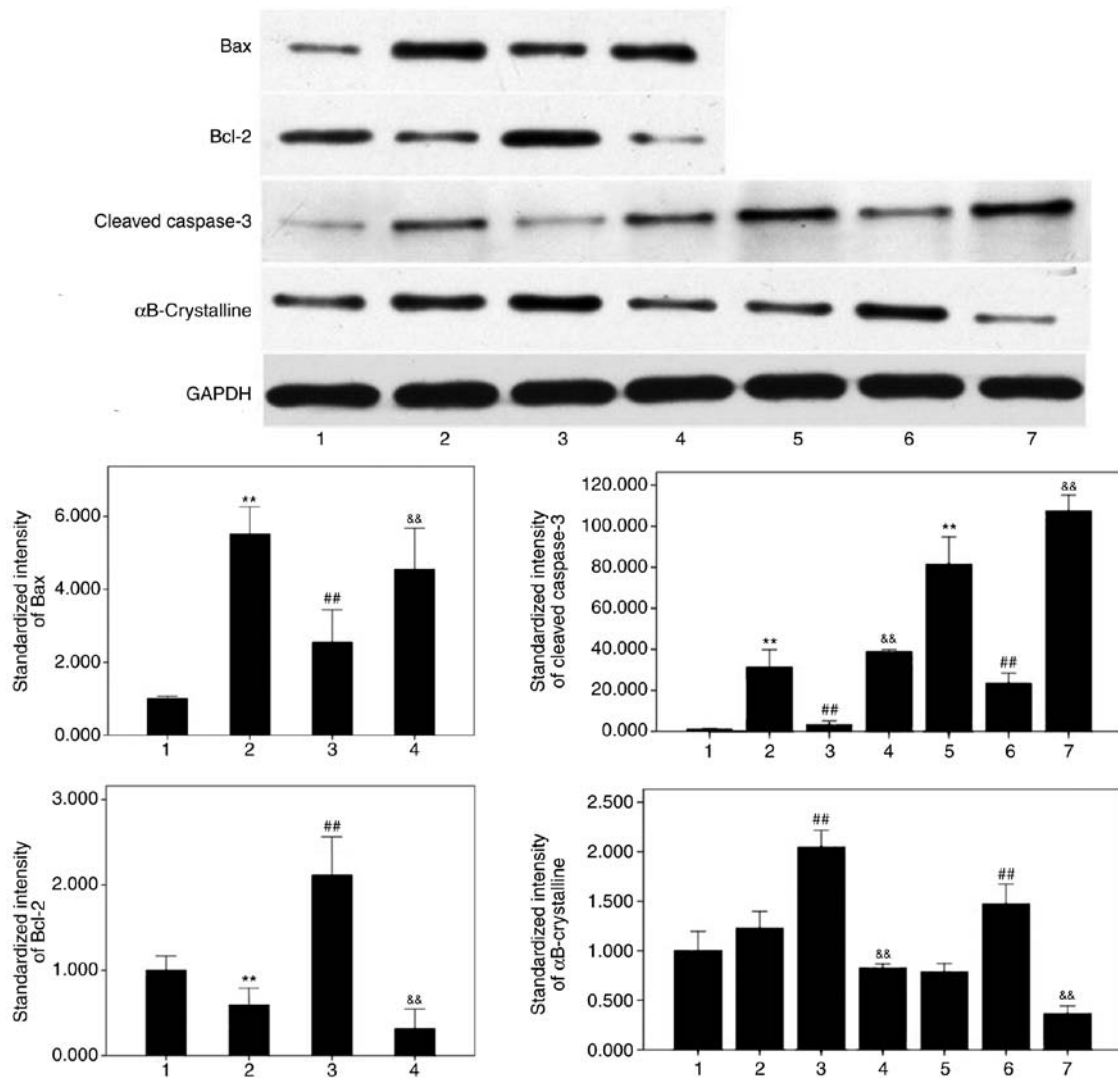 Bax
Bcl-2
Cleaved caspase-3
αB-Crystalline
GAPDH
1 2 3 4 5 6 7
Standardized intensity
of Bax
6.000
4.000
2.000
0.000
**
##
&&
1 2 3 4
Standardized intensity
of cleaved caspase-3
120.000
100.000
80.000
60.000
40.000
20.000
0.000
**
##
&&
**
##
&&
1 2 3 4 5 6 7
Standardized intensity
of Bcl-2
3.000
2.000
1.000
0.000
**
##
&&
1 2 3 4
Standardized intensity
of αB-crystalline
2.500
2.000
1.500
1.000
0.500
0.000
##
&&
##
&&
1 2 3 4 5 6 7